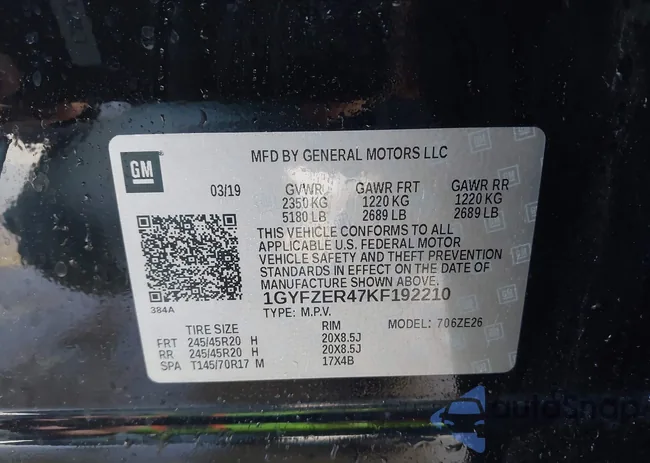 MFD BY GENERAL MOTORS LLC
GM
03/19 GVWR GAWR FRT GAWR RR
2350 KG 1220 KG 1220 KG
5180 LB 2689 LB 2689 LB
THIS VEHICLE CONFORMS TO ALL
APPLICABLE U.S. FEDERAL MOTOR
VEHICLE SAFETY AND THEFT PREVENTION
STANDARDS IN EFFECT ON THE DATE OF
MANUFACTURE SHOWN ABOVE.
1GYFZER47KF192210
384A
TYPE: M.P.V. MODEL: 706ZE26
TIRE SIZE RIM
FRT 245/45R20 H 20X8.5J
RR 245/45R20 H 20X8.5J
SPA T145/70R17 M 17X4B
autoSnap